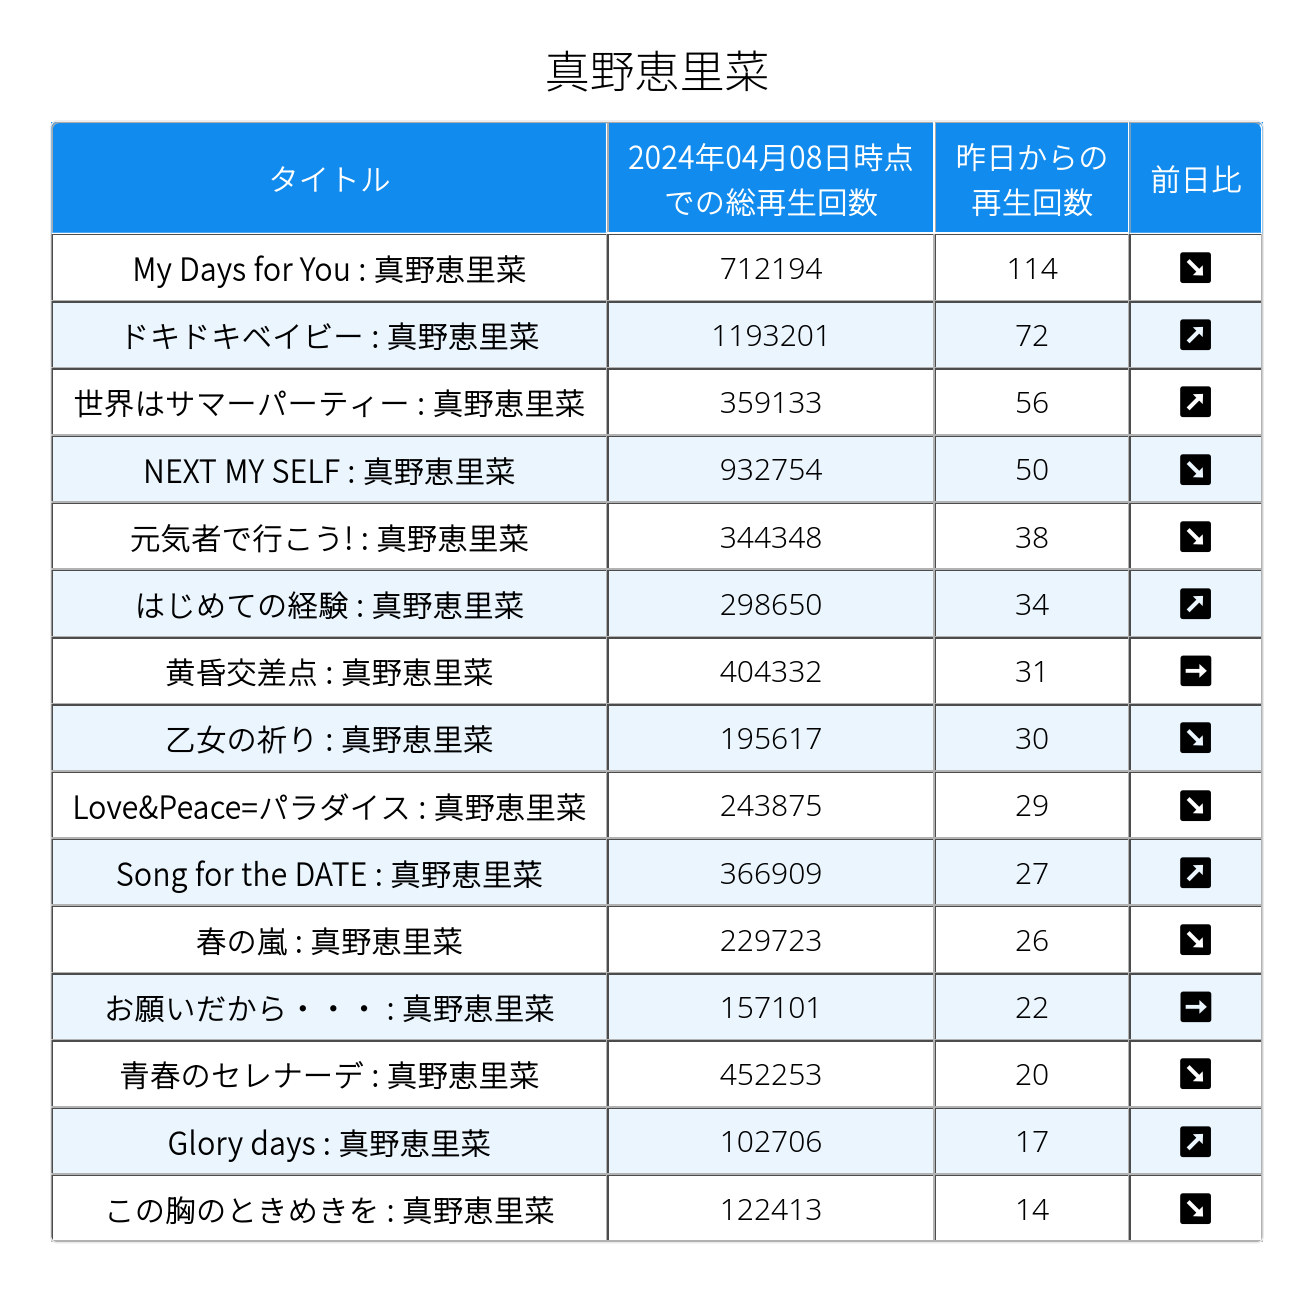 真野恵里菜
タイトル 2024年04月08日時点での総再生回数 昨日からの再生回数 前日比
My Days for You : 真野恵里菜 712194 114 ↘
ドキドキベイビー : 真野恵里菜 1193201 72 ↗
世界はサマーパーティー : 真野恵里菜 359133 56 ↗
NEXT MY SELF : 真野恵里菜 932754 50 ↘
元気者で行こう! : 真野恵里菜 344348 38 ↘
はじめての経験 : 真野恵里菜 298650 34 ↗
黄昏交差点 : 真野恵里菜 404332 31 →
乙女の祈り : 真野恵里菜 195617 30 ↘
Love&Peace=パラダイス : 真野恵里菜 243875 29 ↘
Song for the DATE : 真野恵里菜 366909 27 ↗
春の嵐 : 真野恵里菜 229723 26 ↘
お願いだから・・・ : 真野恵里菜 157101 22 →
青春のセレナーデ : 真野恵里菜 452253 20 ↘
Glory days : 真野恵里菜 102706 17 ↗
この胸のときめきを : 真野恵里菜 122413 14 ↘